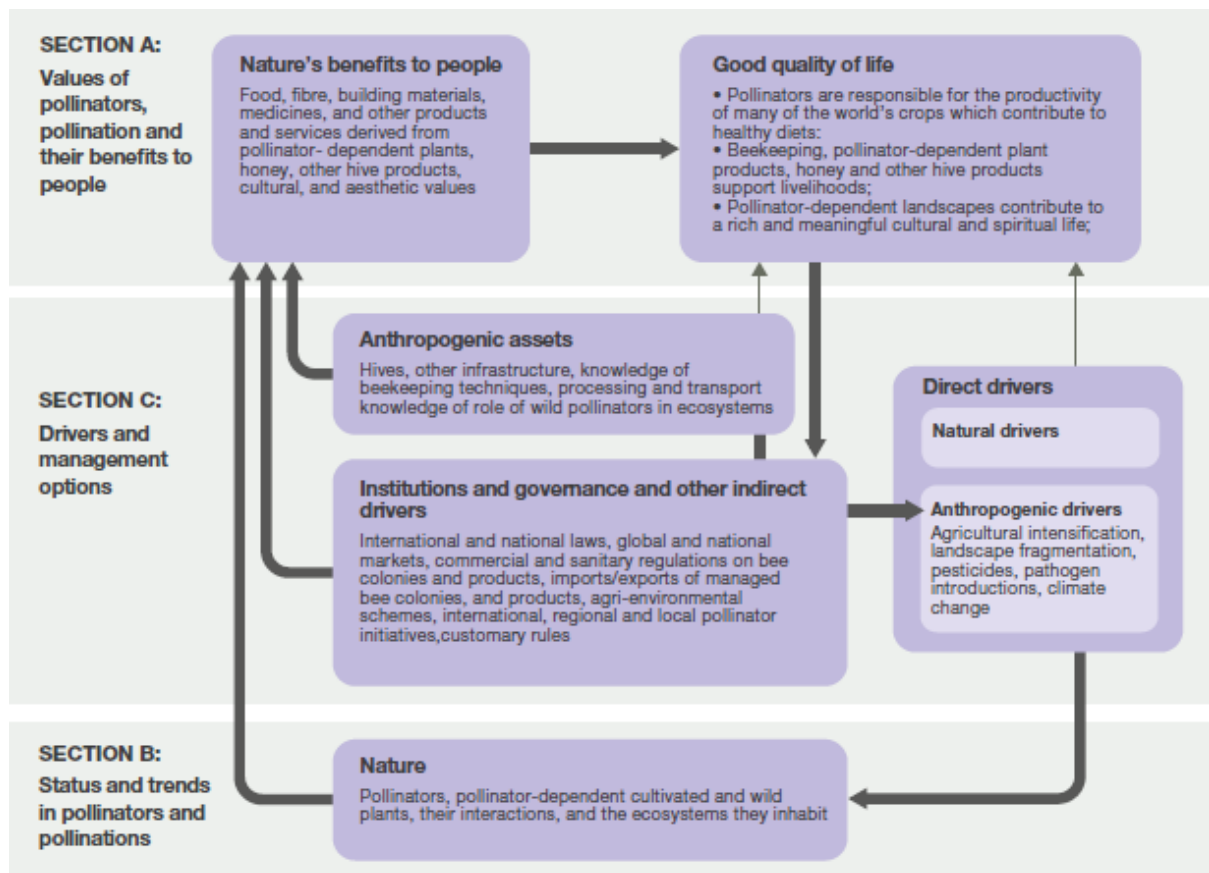 SECTION A:
Values of
pollinators,
pollination and
their benefits to
people
Nature's benefits to people
Food, fibre, building materials,
medicines, and other products
and services derived from
pollinator- dependent plants,
honey, other hive products,
cultural, and aesthetic values
Good quality of life
• Pollinators are responsible for the productivity
of many of the world's crops which contribute to
healthy diets:
• Beekeeping, pollinator-dependent plant
products, honey and other hive products
support livelihoods;
• Pollinator-dependent landscapes contribute to
a rich and meaningful cultural and spiritual life;
SECTION C:
Drivers and
management
options
Anthropogenic assets
Hives, other infrastructure, knowledge of
beekeeping techniques, processing and transport
knowledge of role of wild pollinators in ecosystems
Institutions and governance and other indirect
drivers
International and national laws, global and national
markets, commercial and sanitary regulations on bee
colonies and products, imports/exports of managed
bee colonies, and products, agri-environmental
schemes, international, regional and local pollinator
initiatives,customary rules
Direct drivers
Natural drivers
Anthropogenic drivers
Agricultural intensification,
landscape fragmentation,
pesticides, pathogen
introductions, climate
change
SECTION B:
Status and trends
in pollinators and
pollinations
Nature
Pollinators, pollinator-dependent cultivated and wild
plants, their interactions, and the ecosystems they inhabit